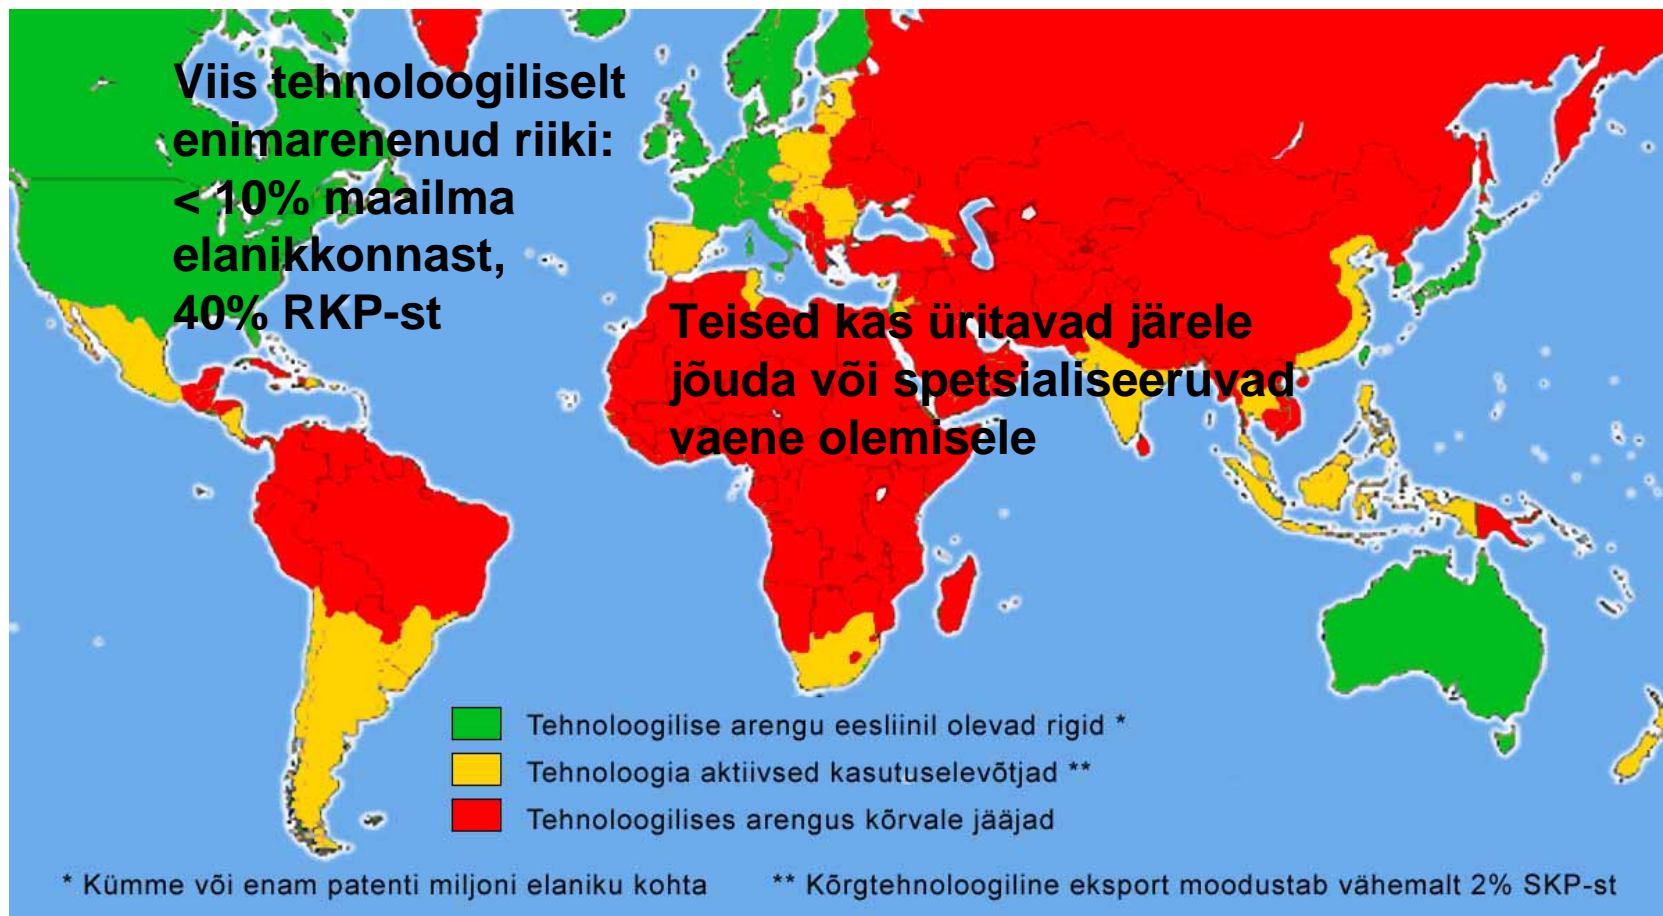 Viis tehnoloogiliselt
enimarenenud riiki:
< 10% maailma
elanikkonnast,
40% RKP-st
Teised kas üritavad järele
jõuda või spetsialiseeruvad
vaene olemisele
Tehnoloogilise arengu eesliinil olevad rigid *
Tehnoloogia aktiivsed kasutuselevõtjad **
Tehnoloogilises arengus kõrvale jääjad
* Kümme või enam patenti miljoni elaniku kohta
** Kõrgtehnoloogiline eksport moodustab vähemalt 2% SKP-st